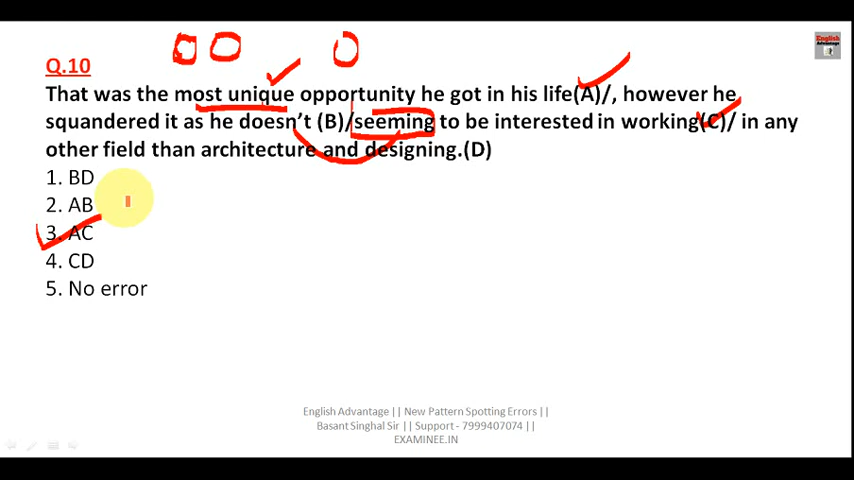 English
Advantage
Q.10
That was the most unique opportunity he got in his life(A)/, however he
squandered it as he doesn't (B)/seeming to be interested in working(C)/ in any
other field than architecture and designing.(D)
1. BD
2. AB
3. AC
4. CD
5. No error
English Advantage || New Pattern Spotting Errors ||
Basant Singhal Sir || Support - 7999407074 ||
EXAMINEE.IN